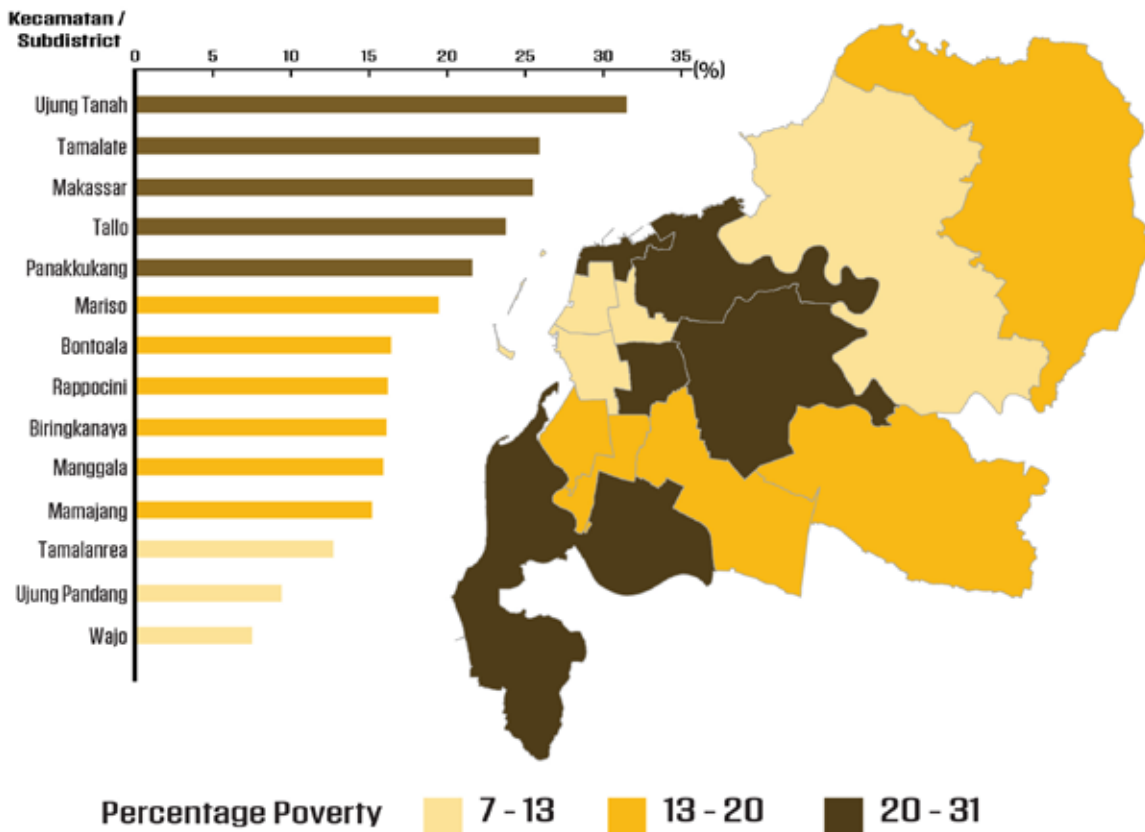 Kecamatan /
Subdistrict
0 5 10 15 20 25 30 35 (%)
Ujung Tanah
Tamalate
Makassar
Tallo
Panakkukang
Mariso
Bontoala
Rappocini
Biringkanaya
Manggala
Mamajang
Tamalanrea
Ujung Pandang
Wajo
Percentage Poverty 7 - 13 13 - 20 20 - 31